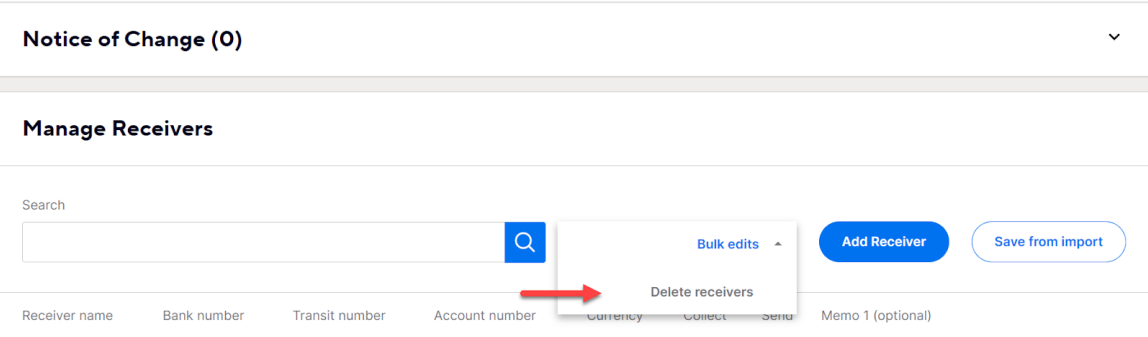 Notice of Change (0)
Manage Receivers
Search
Bulk edits
Add Receiver
Save from import
Delete receivers
Receiver name Bank number Transit number Account number Currency Collect Send Memo 1 (optional)